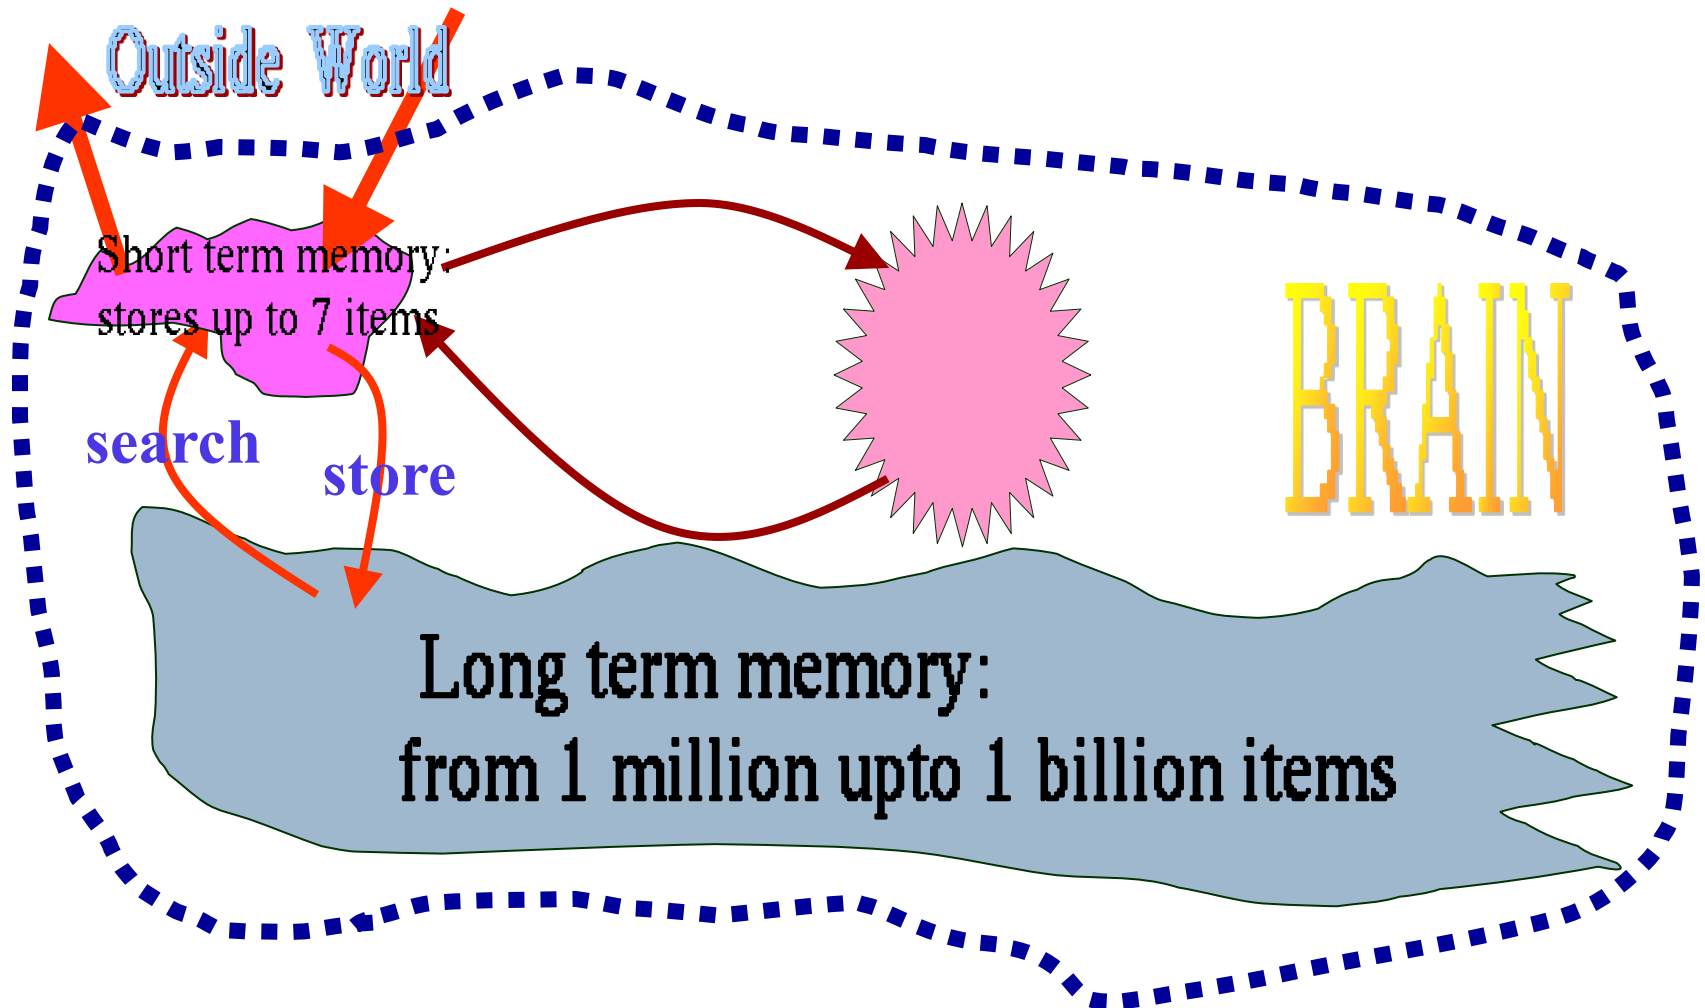 Outside World
Short term memory:
stores up to 7 items
BRAIN
search
store
Long term memory:
from 1 million upto 1 billion items